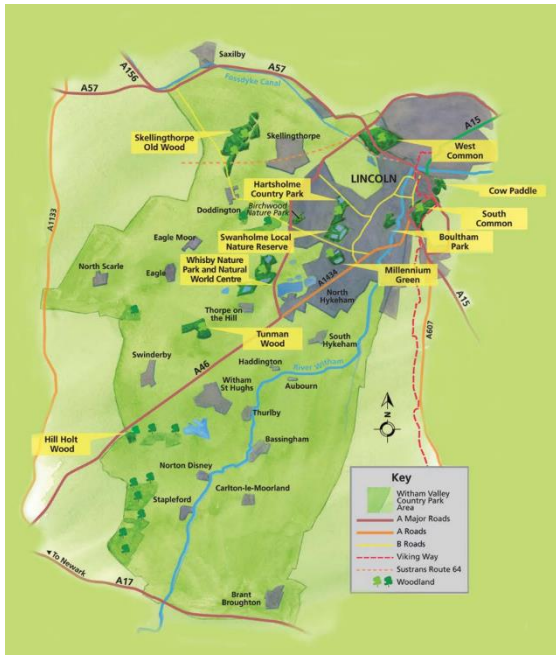 Saxilby
A57
A156
A57
Fossdyke Canal
A15
Skellingthorpe
Old Wood
Skellingthorpe
West
Common
LINCOLN
Hartsholme
Country Park
Cow Paddle
Birchwood
Nature Park
Doddington
South
Common
A1133
Eagle Moor
Swanholme Local
Nature Reserve
Boultham
Park
North Scarle
Eagle
Whisby Nature
Park and Natural
World Centre
A1434
Millennium
Green
North
Hykeham
A15
Thorpe on
the Hill
A607
Tunman
Wood
South
Hykeham
Swinderby
A46
Haddington
River Witham
Witham
St Hughs
Aubourn
Thurlby
N
Hill Holt
Wood
Bassingham
Norton Disney
Carlton-le-Moorland
Stapleford
Key
Witham Valley
Country Park
Area
A Major Roads
A Roads
B Roads
Viking Way
Sustrans Route 64
Woodland
To Newark
A17
Brant
Broughton